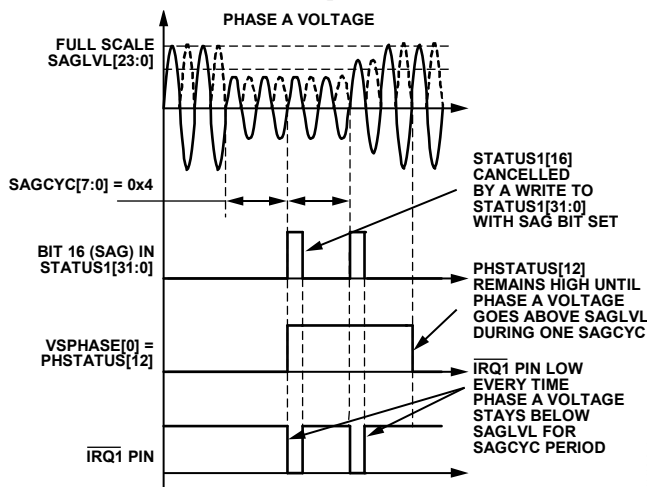 PHASE A VOLTAGE
FULL SCALE
SAGLVL[23:0]
SAGCYC[7:0] = 0x4
STATUS1[16]
CANCELLED
BY A WRITE TO
STATUS1[31:0]
WITH SAG BIT SET
BIT 16 (SAG) IN
STATUS1[31:0]
PHSTATUS[12]
REMAINS HIGH UNTIL
PHASE A VOLTAGE
GOES ABOVE SAGLVL
DURING ONE SAGCYC
VSPHASE[0] =
PHSTATUS[12]
IRQ1 PIN LOW
EVERY TIME
PHASE A VOLTAGE
STAYS BELOW
SAGLVL FOR
SAGCYC PERIOD
IRQ1 PIN